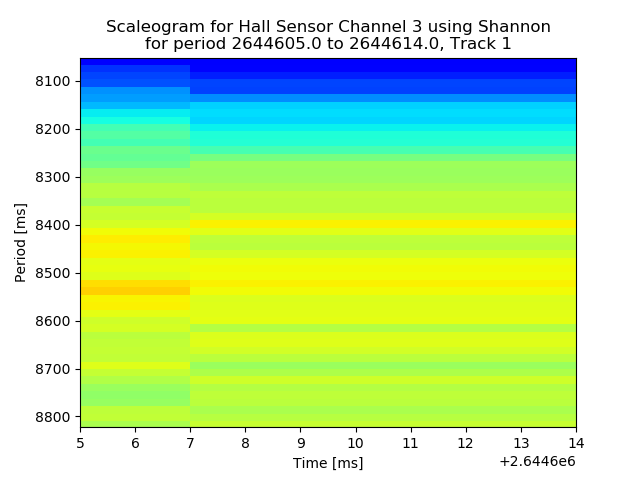 Scaleogram for Hall Sensor Channel 3 using Shannon
for period 2644605.0 to 2644614.0, Track 1
8100
8200
8300
8400
8500
8600
8700
8800
Period [ms]
5 6 7 8 9 10 11 12 13 14
Time [ms]
+2.6446e6